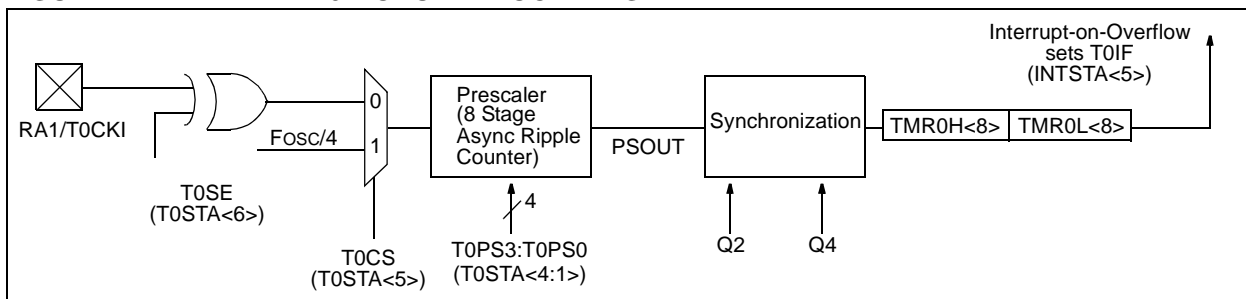 Interrupt-on-Overflow
sets T0IF
(INTSTA<5>)
RA1/T0CKI
0
FOSC/4
1
Prescaler
(8 Stage
Async Ripple
Counter)
PSOUT
Synchronization
TMR0H<8> TMR0L<8>
T0SE
(T0STA<6>)
4
T0CS
(T0STA<5>)
T0PS3:T0PS0
(T0STA<4:1>)
Q2
Q4